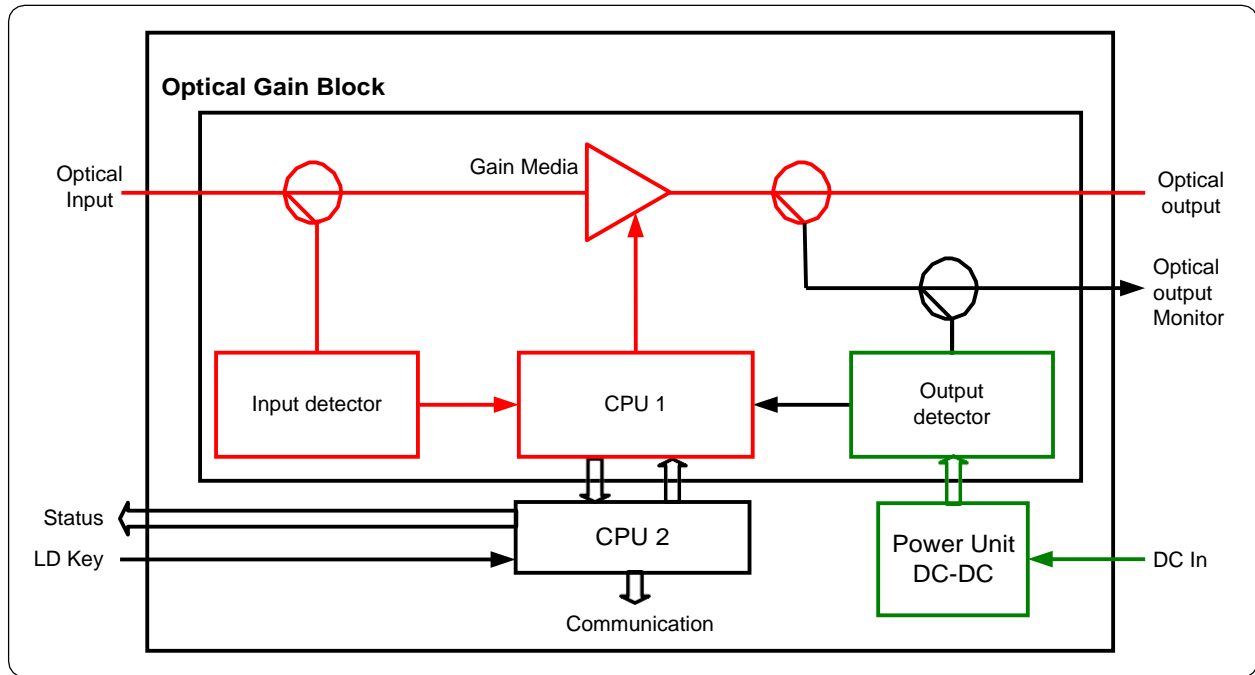 Optical Gain Block
Optical
Input
Gain Media
Optical
output
Optical
output
Monitor
Input detector
CPU 1
Output
detector
Status
LD Key
CPU 2
Power Unit
DC-DC
DC In
Communication